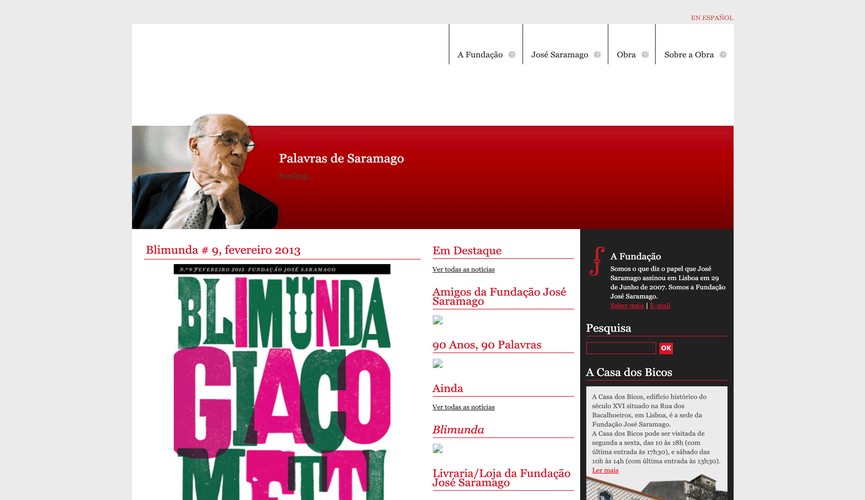 EN ESPAÑOL
A Fundação
José Saramago
Obra
Sobre a Obra
Palavras de Saramago
loading...
Blimunda # 9, fevereiro 2013
N.º 9 FEVEREIRO 2013 FUNDAÇÃO JOSÉ SARAMAGO
BLIMUNDA
GIACO
METTI
Em Destaque
Ver todas as notícias
Amigos da Fundação José
Saramago
90 Anos, 90 Palavras
Ainda
Ver todas as notícias
Blimunda
Livraria/Loja da Fundação
José Saramago
A Fundação
Somos o que diz o papel que José
Saramago assinou em Lisboa em 29
de Junho de 2007. Somos a Fundação
José Saramago.
Saber mais | E-mail
Pesquisa
OK
A Casa dos Bicos
A Casa dos Bicos, edifício histórico do
século XVI situado na Rua dos
Bacalhoeiros, em Lisboa, é a sede da
Fundação José Saramago.
A Casa dos Bicos pode ser visitada de
segunda a sexta, das 10 às 18h (com
última entrada às 17h30), e sábado das
10h às 14h (com última entrada às 13h30).
Ler mais